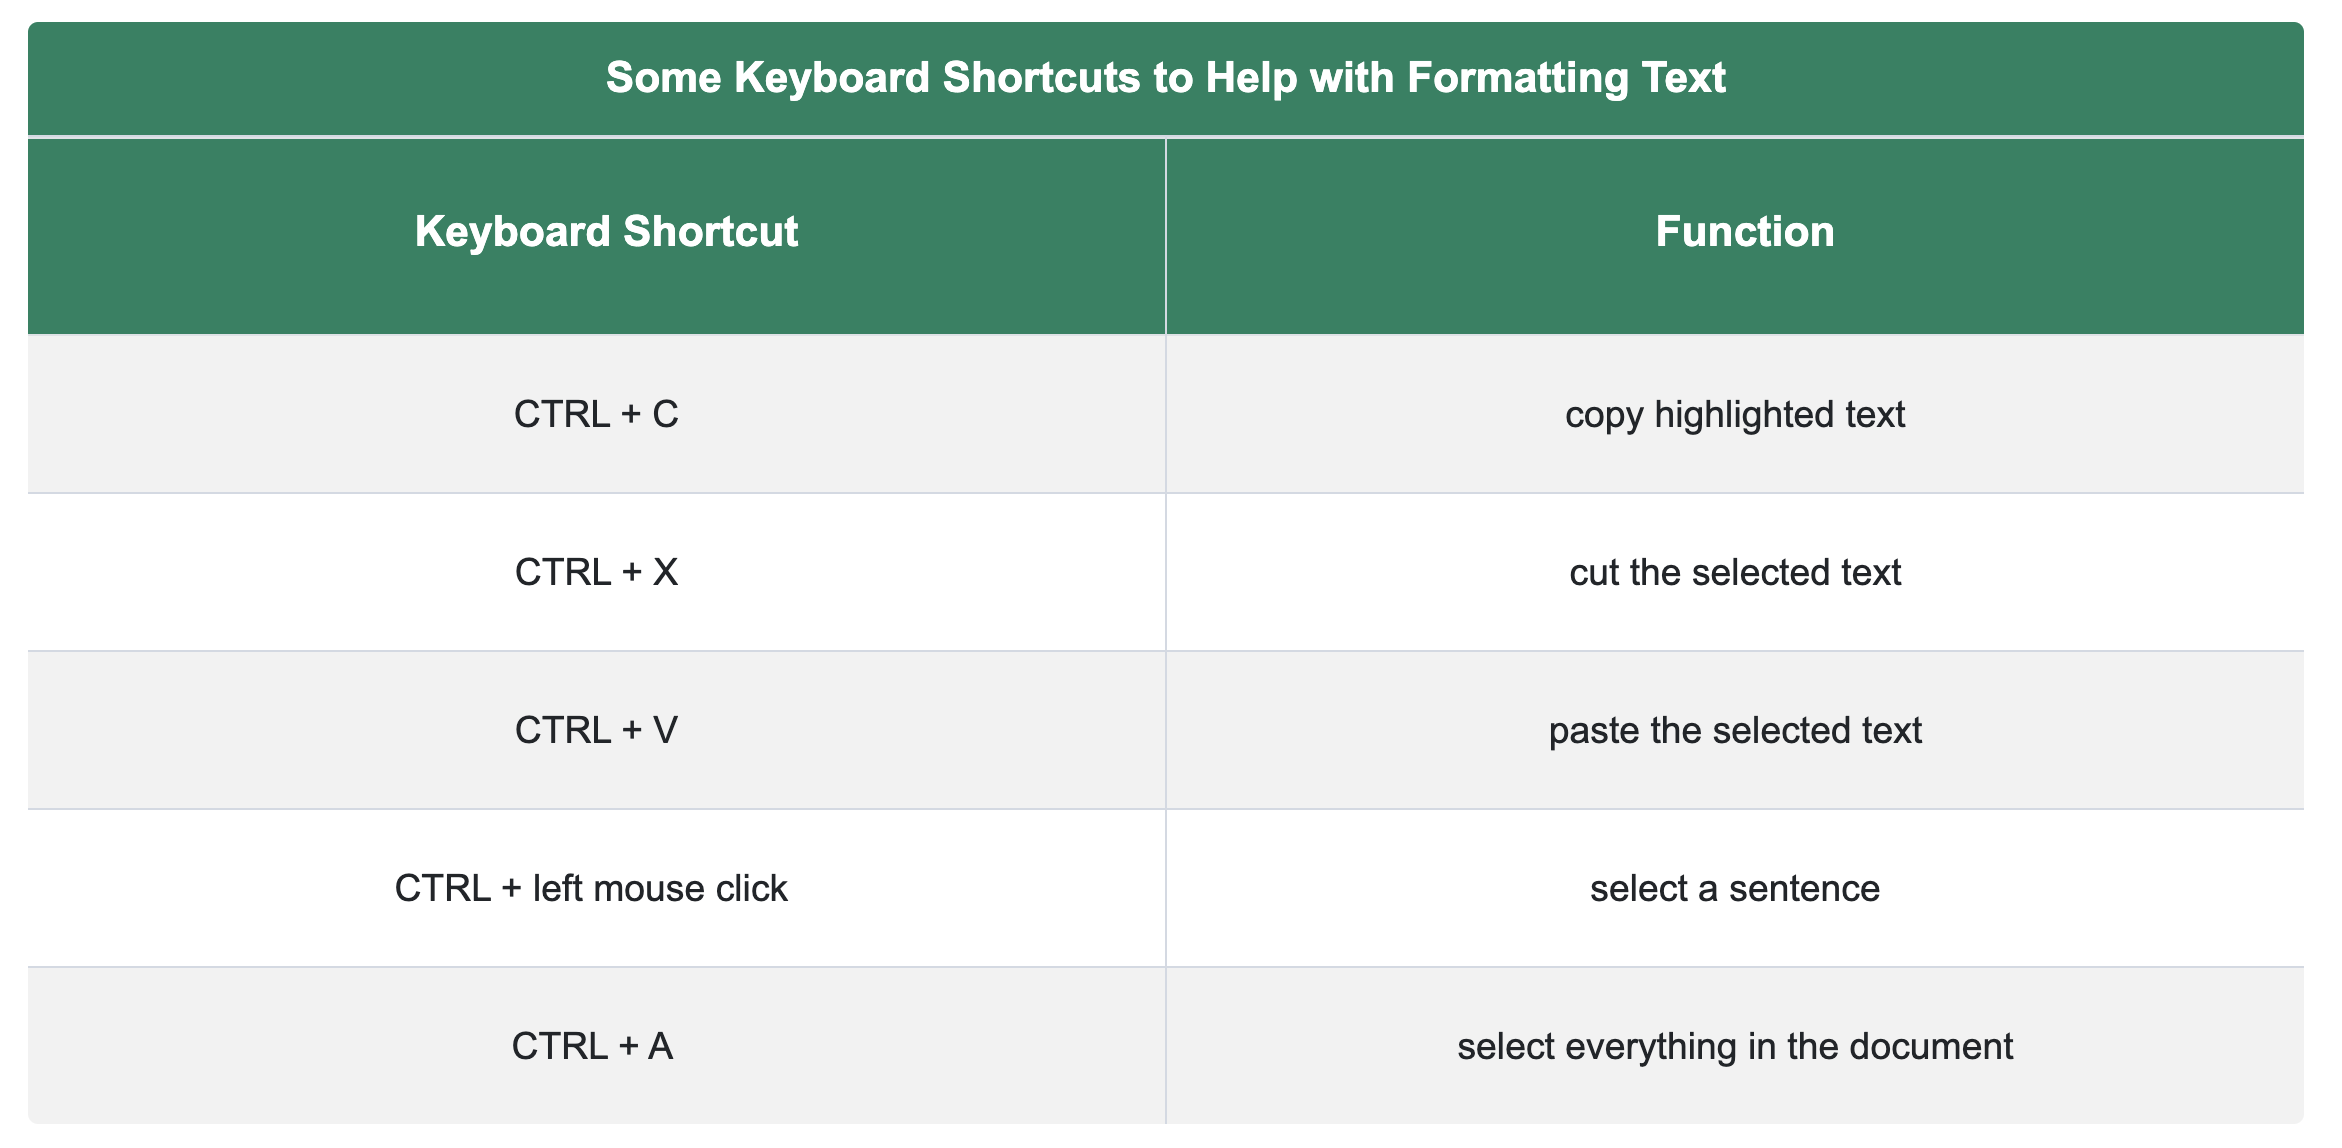 Some Keyboard Shortcuts to Help with Formatting Text
Keyboard Shortcut Function
CTRL + C copy highlighted text
CTRL + X cut the selected text
CTRL + V paste the selected text
CTRL + left mouse click select a sentence
CTRL + A select everything in the document